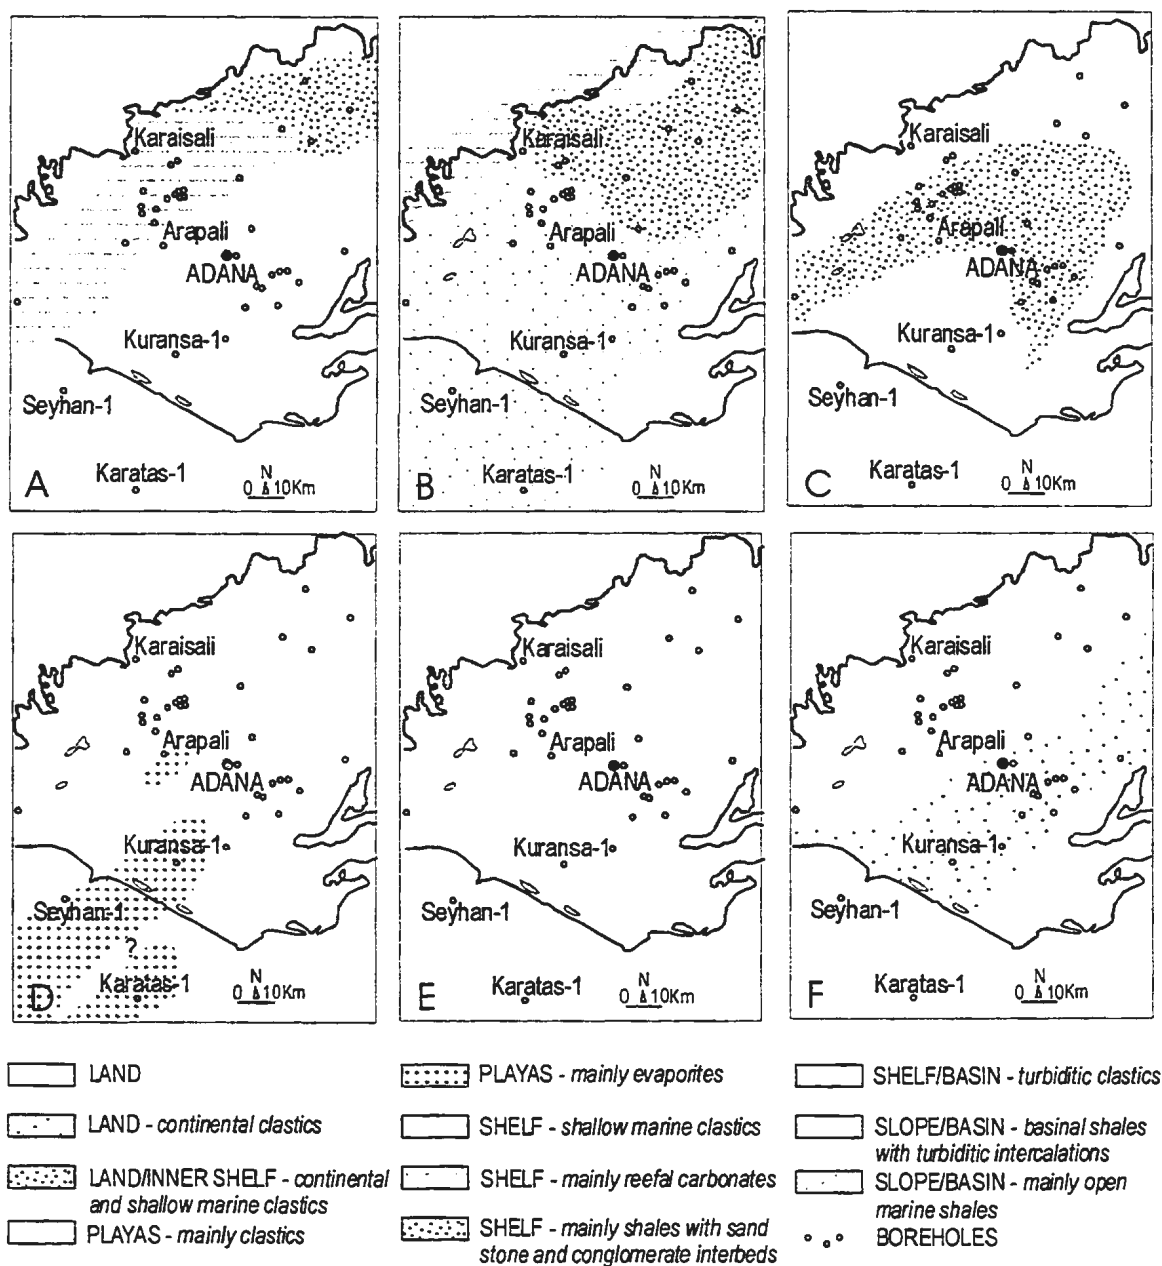 Karaisali
Arapali
ADANA
Kuransa-1
Seyhan-1
Karatas-1
N
0 10Km
A
Karaisali
Arapali
ADANA
Kuransa-1
Seyhan-1
Karatas-1
N
0 10Km
B
Karaisali
Arapali
ADANA
Kuransa-1
Seyhan-1
Karatas-1
N
0 10Km
C
Karaisali
Arapali
ADANA
Kuransa-1
Seyhan-1
?
Karatas-1
N
0 10Km
D
Karaisali
Arapali
ADANA
Kuransa-1
Seyhan-1
Karatas-1
N
0 10Km
E
Karaisali
Arapali
ADANA
Kuransa-1
Seyhan-1
Karatas-1
N
0 10Km
F
LAND
LAND - continental clastics
LAND/INNER SHELF - continental
and shallow marine clastics
PLAYAS - mainly clastics
PLAYAS - mainly evaporites
SHELF - shallow marine clastics
SHELF - mainly reefal carbonates
SHELF - mainly shales with sand
stone and conglomerate interbeds
SHELF/BASIN - turbiditic clastics
SLOPE/BASIN - basinal shales
with turbiditic intercalations
SLOPE/BASIN - mainly open
marine shales
BOREHOLES